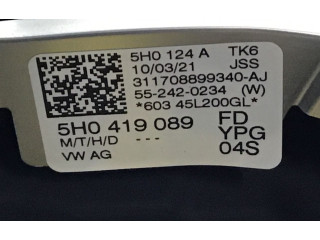 5H0 124 A TK6
10/03/21 JSS
311708899340-AJ
55-242-0234 (W)
*603 45L200GL*
5H0 419 089 FD
M/T/H/D --- YPG
VW AG 04S